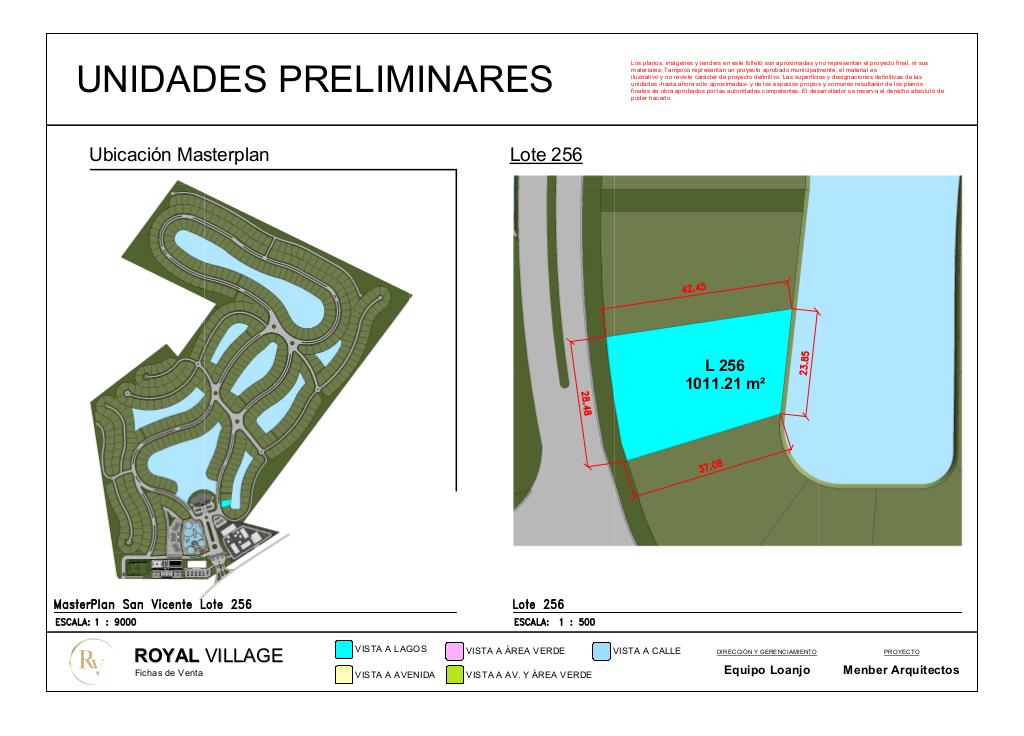 UNIDADES PRELIMINARES
Los planos, imágenes y renders en este folleto son aproximadas y no representan el proyecto final, ni sus
materiales. Tampoco representan un proyecto aprobado municipalmente, el material es
ilustrativo y no reviste carácter de proyecto definitivo. Las superficies y designaciones definitivas de las
unidades -hasta ahora sólo aproximadas- y de los espacios propios y comunes resultarán de los planos
finales de obra aprobados por las autoridades competentes. El desarrollador se reserva el derecho absoluto de
poder hacerlo.
Ubicación Masterplan
Lote 256
42.45
L 256
1011.21 m²
23.85
28.48
37.08
MasterPlan San Vicente Lote 256
ESCALA: 1 : 9000
Lote 256
ESCALA: 1 : 500
RV
ROYAL VILLAGE
Fichas de Venta
VISTA A LAGOS
VISTA A ÁREA VERDE
VISTA A CALLE
VISTA A AVENIDA
VISTA A AV. Y ÁREA VERDE
DIRECCIÓN Y GERENCIAMIENTO
Equipo Loanjo
PROYECTO
Menber Arquitectos